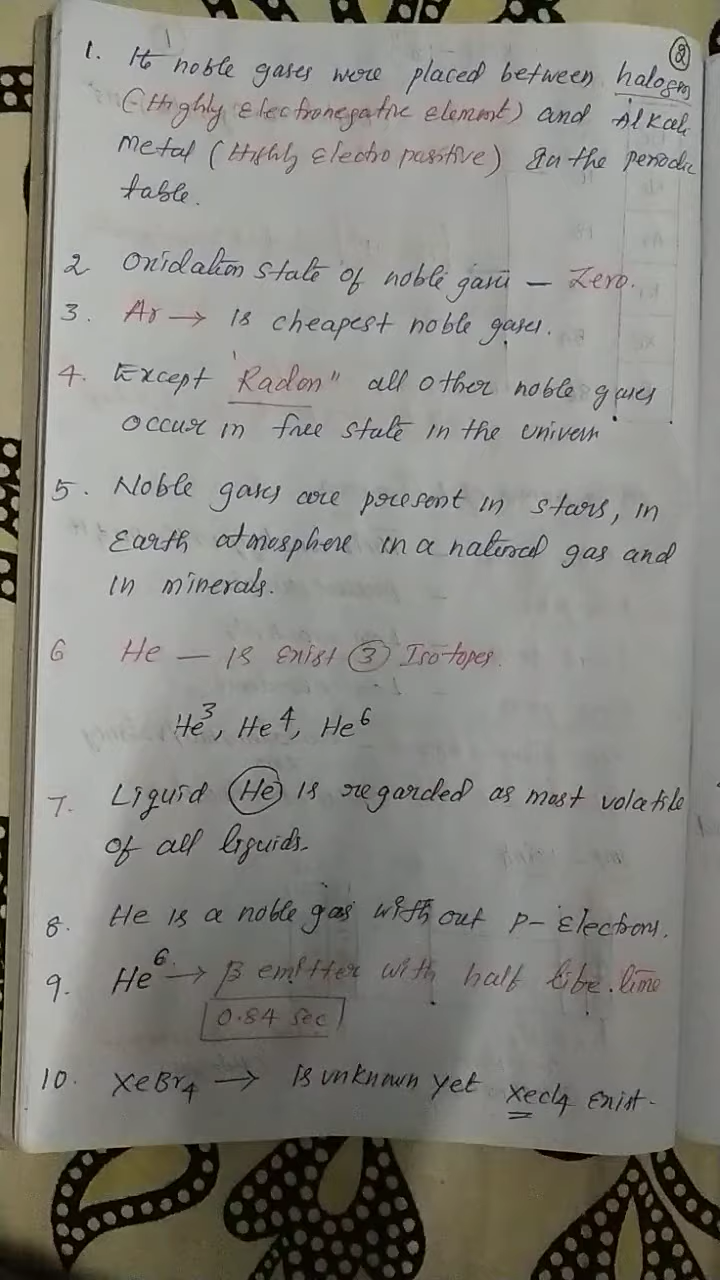 2
1. The noble gases were placed between halogens
(Highly electronegative element) and Alkali
metal (Highly electro positive) In the periodic
table.
2 Oxidation state of noble gases — Zero.
3. Ar → is cheapest noble gases.
4. Except 'Radon" all other noble gases
occur in free state in the univers
5. Noble gases are present in stars, in
Earth atmosphere in a natural gas and
in minerals.
6 He — is exist 3 Isotopes.
He³, He⁴, He⁶
7. Liquid He is regarded as most volatile
of all liquids.
8. He is a noble gas with out p- Electrons.
9. He⁶ → β emitter with half life time
0.84 sec
10. XeBr4 → is unknown yet XeCl4 exist.